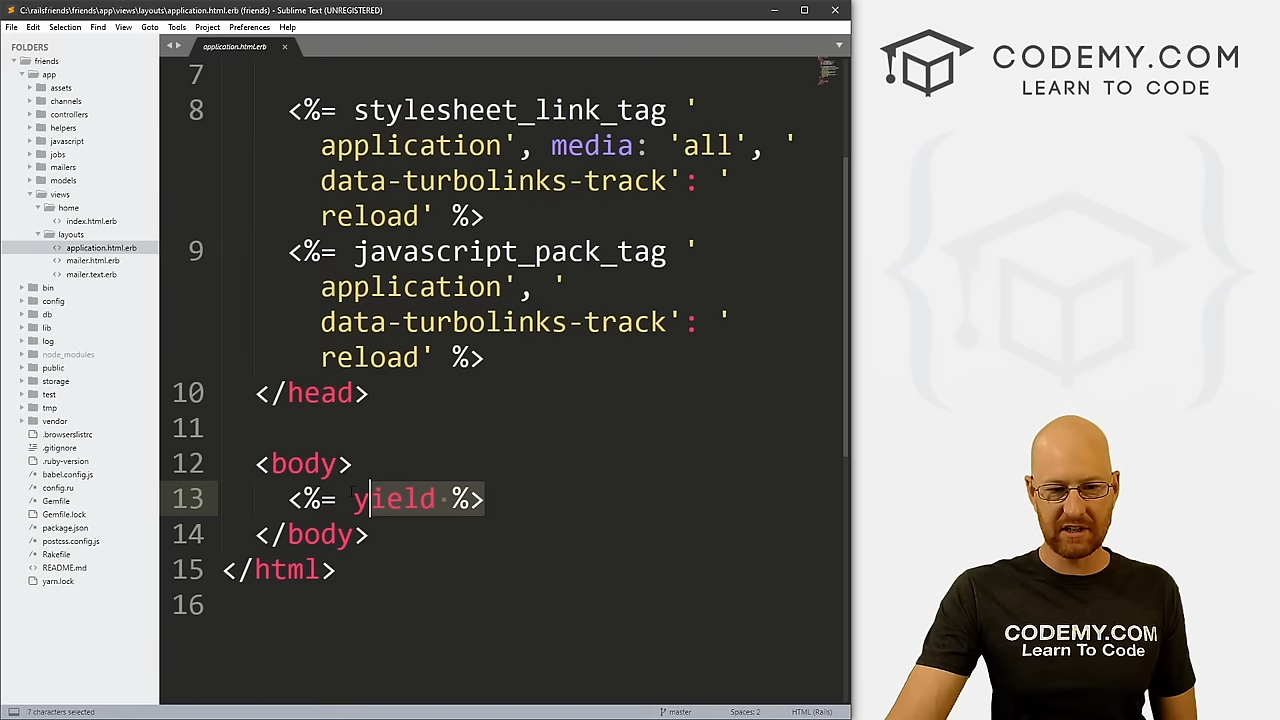 C:\railsfriends\friends\app\views\layouts\application.html.erb (friends) - Sublime Text (UNREGISTERED)
File Edit Selection Find View Goto Tools Project Preferences Help
FOLDERS
friends
app
assets
channels
controllers
helpers
javascript
jobs
mailers
models
views
home
index.html.erb
layouts
application.html.erb
mailer.html.erb
mailer.text.erb
bin
config
db
lib
log
node_modules
public
storage
test
tmp
vendor
.browserslistrc
.gitignore
.ruby-version
babel.config.js
config.ru
Gemfile
Gemfile.lock
package.json
postcss.config.js
Rakefile
README.md
yarn.lock
application.html.erb
7
8 <%= stylesheet_link_tag '
application', media: 'all', '
data-turbolinks-track': '
reload' %>
9 <%= javascript_pack_tag '
application', '
data-turbolinks-track': '
reload' %>
10 </head>
11
12 <body>
13 <%= yield %>
14 </body>
15 </html>
16
7 characters selected
master
Spaces: 2
HTML (Rails)
CODEMY.COM
LEARN TO CODE
CODEMY.COM
Learn To Code